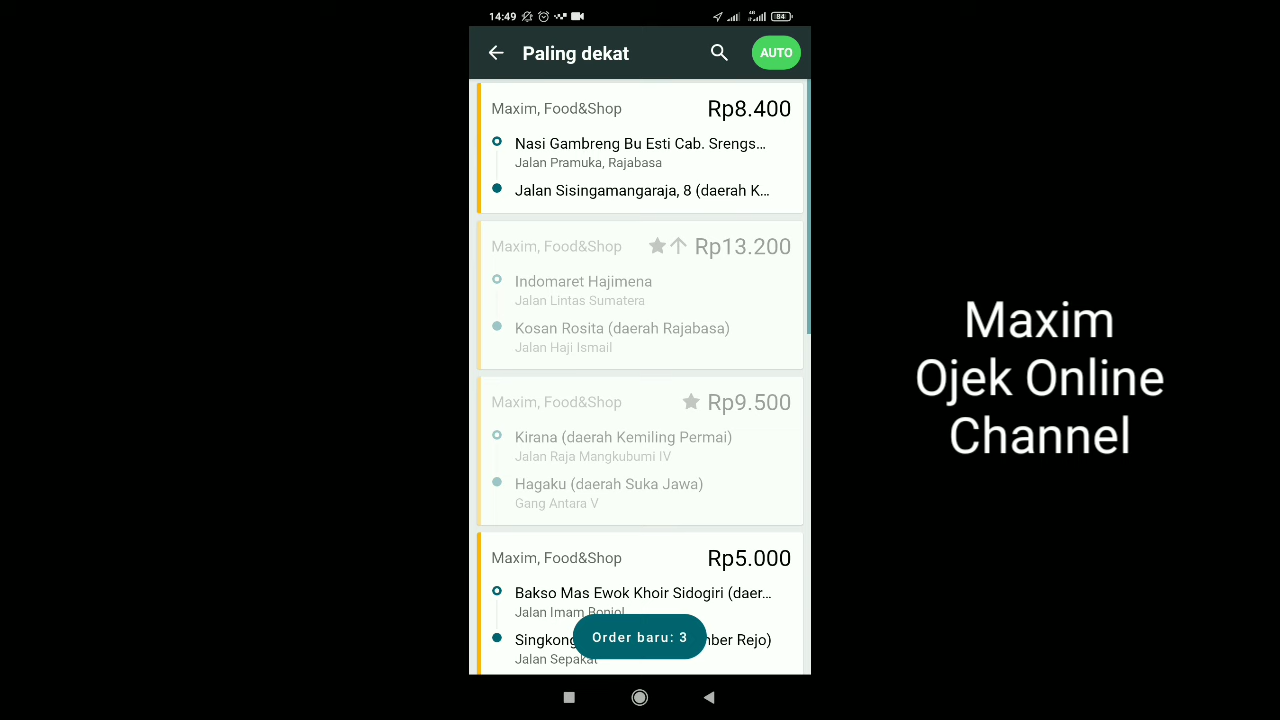 14:49
84
Paling dekat
AUTO
Maxim, Food&Shop
Rp8.400
Nasi Gambreng Bu Esti Cab. Srengs...
Jalan Pramuka, Rajabasa
Jalan Sisingamangaraja, 8 (daerah K...
Maxim, Food&Shop
Rp13.200
Indomaret Hajimena
Jalan Lintas Sumatera
Kosan Rosita (daerah Rajabasa)
Jalan Haji Ismail
Maxim, Food&Shop
Rp9.500
Kirana (daerah Kemiling Permai)
Jalan Raja Mangkubumi IV
Hagaku (daerah Suka Jawa)
Gang Antara V
Maxim, Food&Shop
Rp5.000
Bakso Mas Ewok Khoir Sidogiri (daer...
Jalan Imam Bonjol
Singkong
Rejo)
Jalan Sepakat
Order baru: 3
Maxim
Ojek Online
Channel